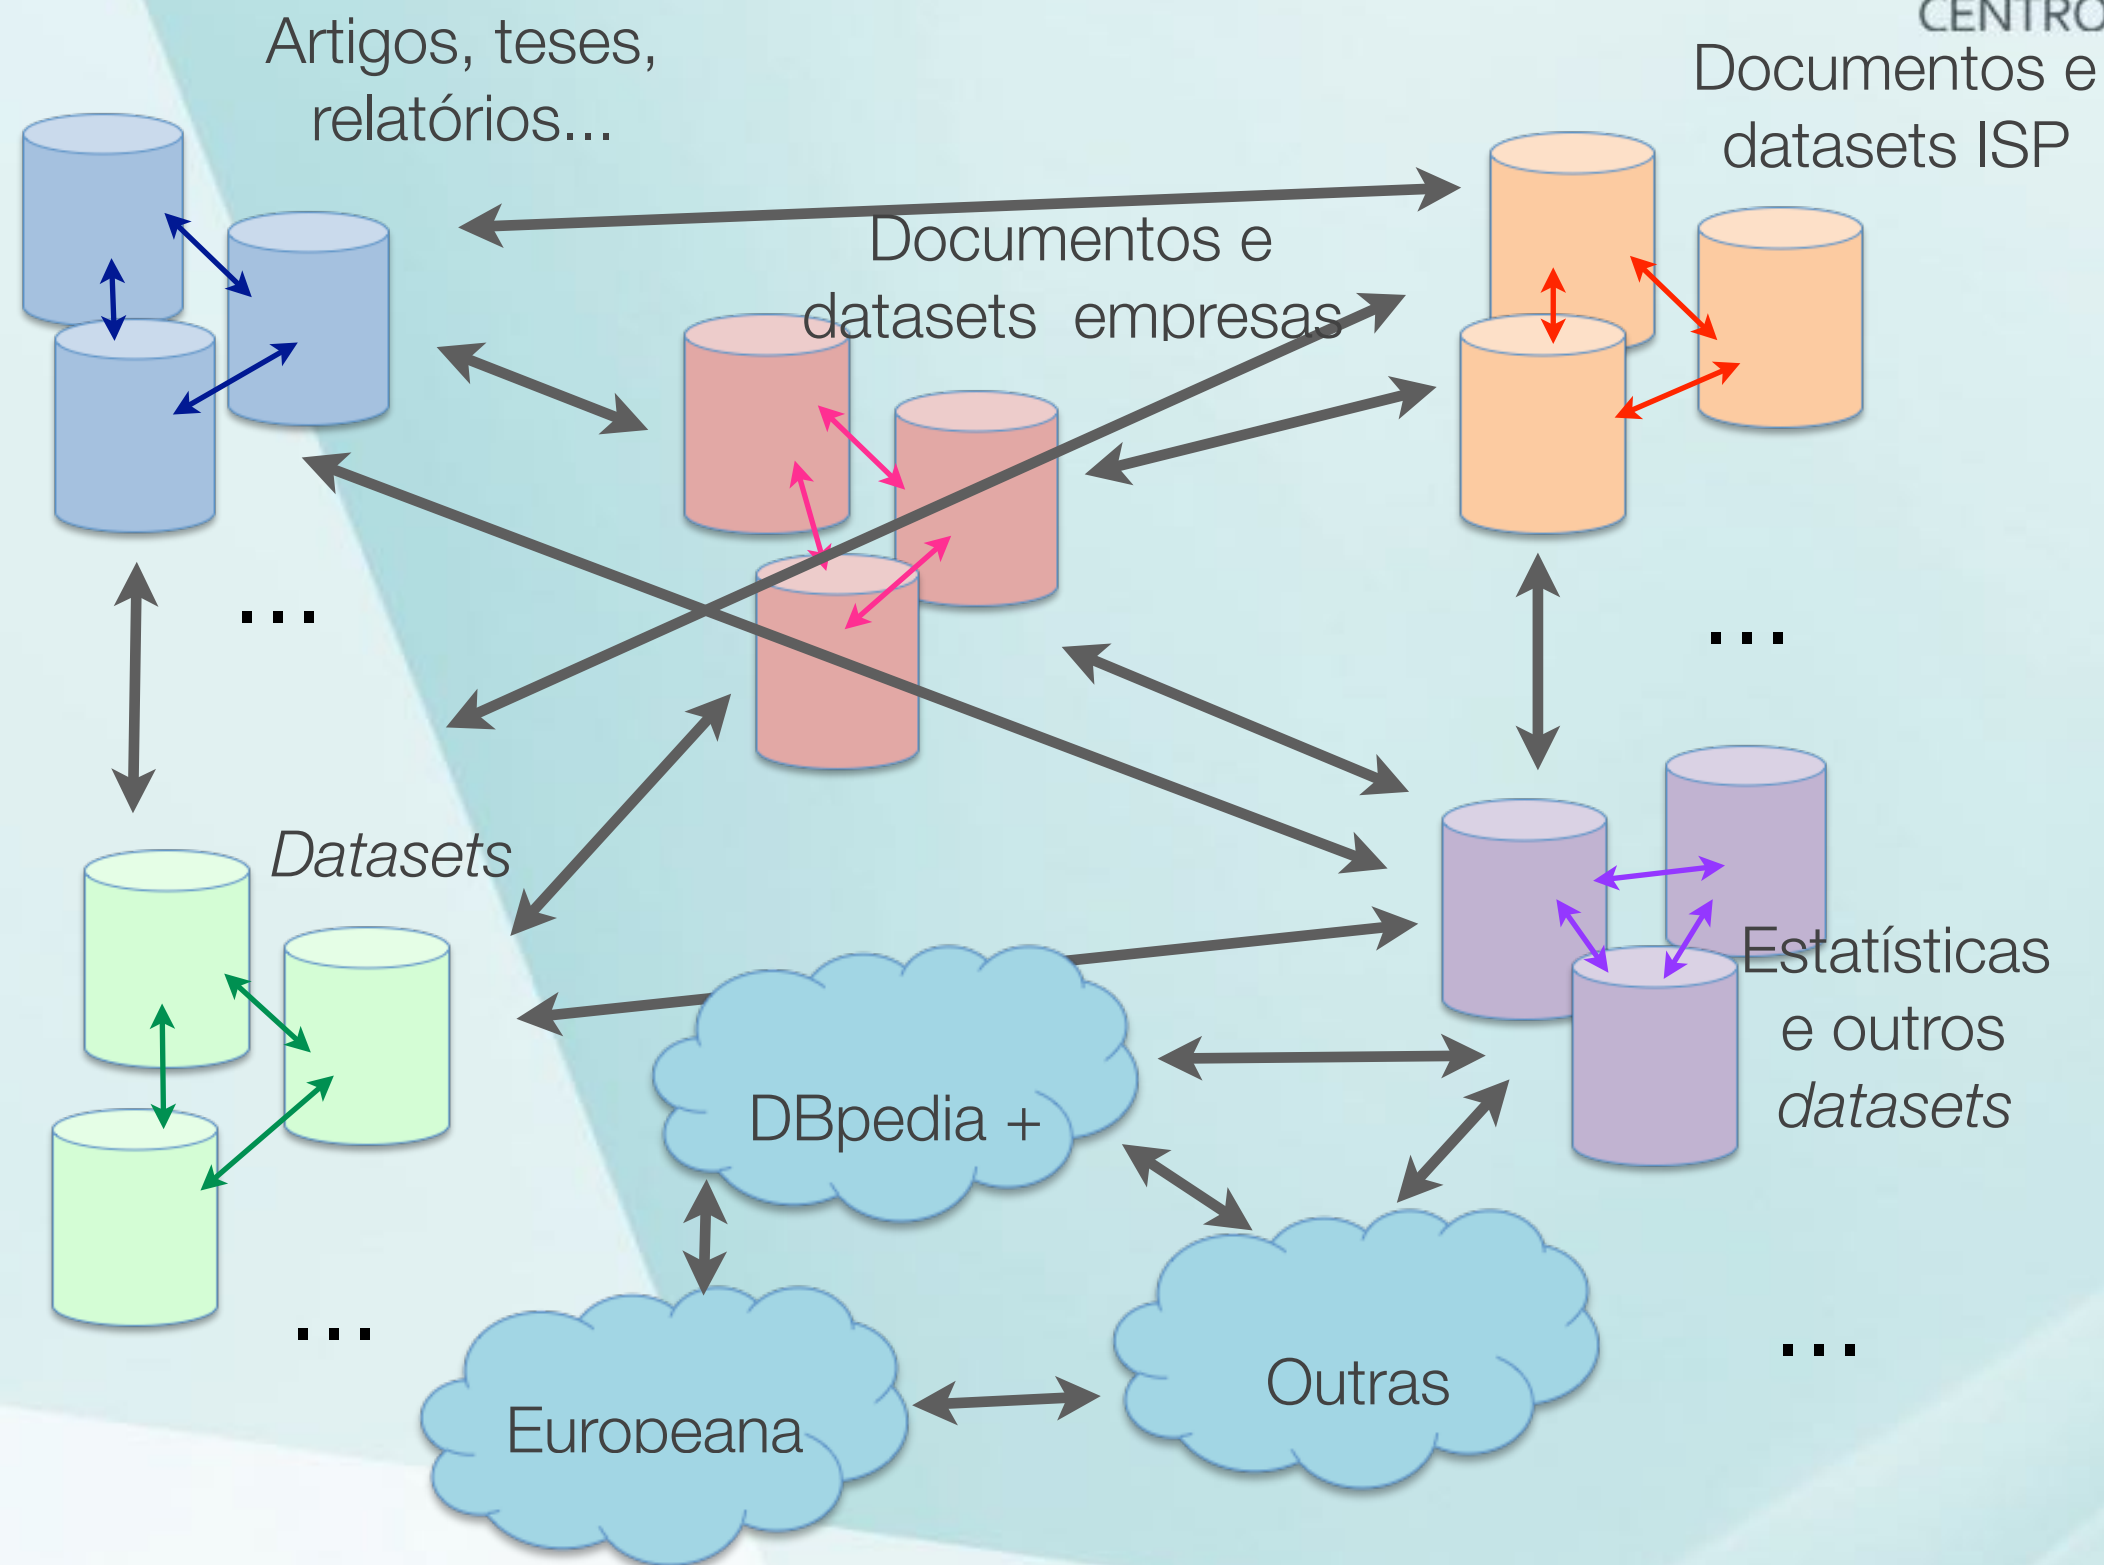 CENTRO
Artigos, teses,
relatórios...
Documentos e
datasets ISP
Documentos e
datasets empresas
...
...
Datasets
Estatísticas
e outros
datasets
DBpedia +
...
...
Outras
Europeana